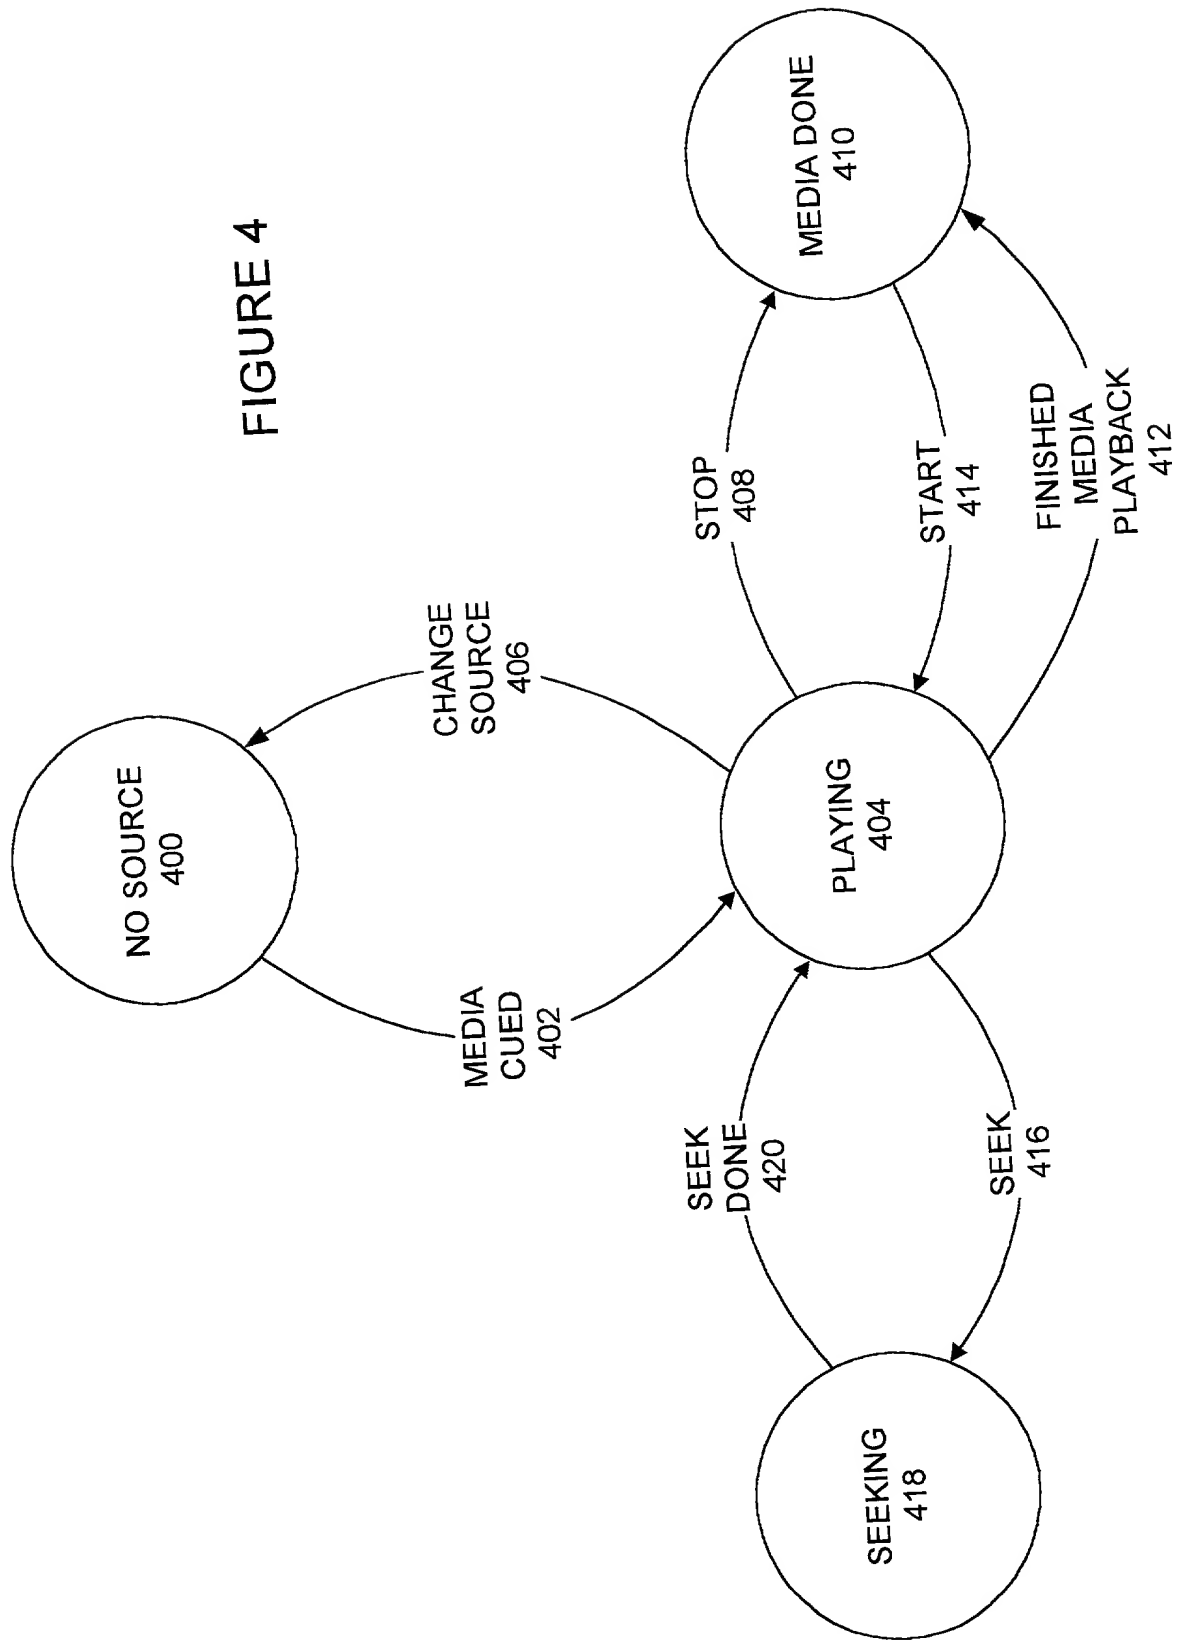 FIGURE 4
NO SOURCE
400
MEDIA
CUED
402
CHANGE
SOURCE
406
SEEK
DONE
420
STOP
408
PLAYING
404
MEDIA DONE
410
SEEKING
418
SEEK
416
START
414
FINISHED
MEDIA
PLAYBACK
412